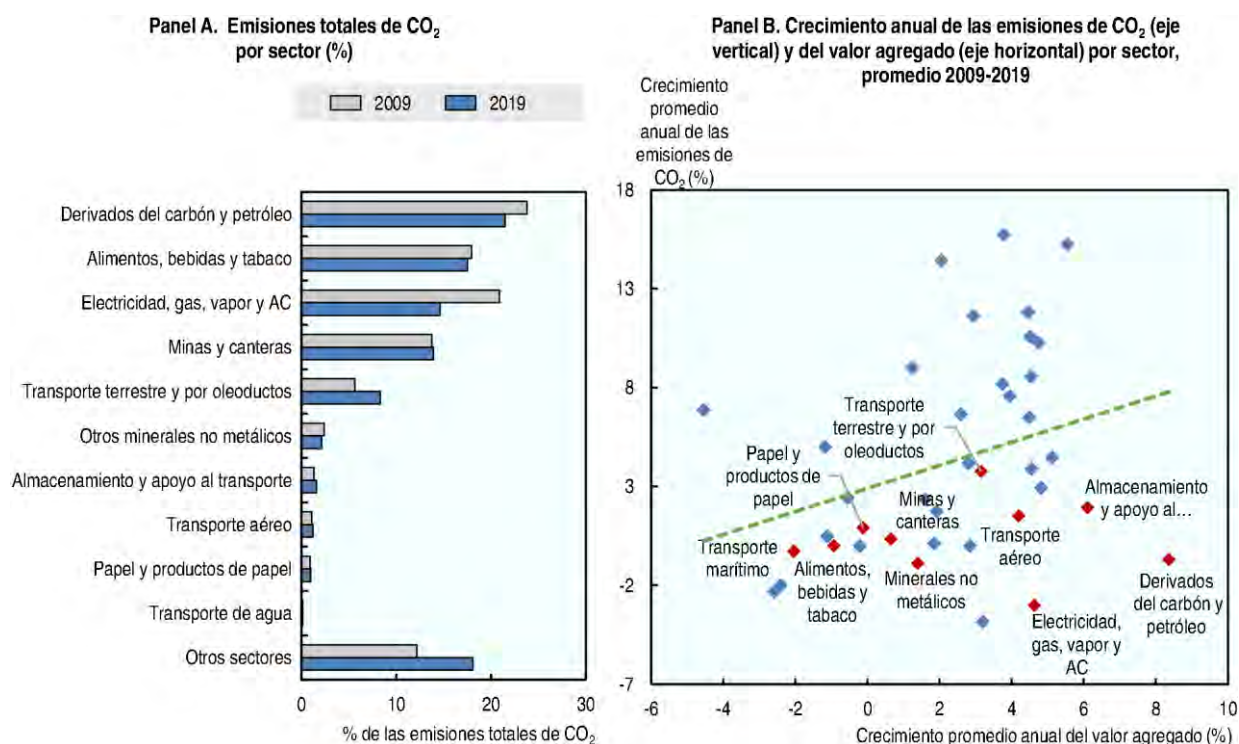 Panel A. Emisiones totales de CO₂
por sector (%)
2009
2019
Derivados del carbón y petróleo
Alimentos, bebidas y tabaco
Electricidad, gas, vapor y AC
Minas y canteras
Transporte terrestre y por oleoductos
Otros minerales no metálicos
Almacenamiento y apoyo al transporte
Transporte aéreo
Papel y productos de papel
Transporte de agua
Otros sectores
0
10
20
30
% de las emisiones totales de CO₂
Panel B. Crecimiento anual de las emisiones de CO₂ (eje
vertical) y del valor agregado (eje horizontal) por sector,
promedio 2009-2019
Crecimiento
promedio
anual de las
emisiones de
CO₂ (%)
18
13
8
3
-2
-7
Transporte
terrestre y por
oleoductos
Papel y
productos de
papel
Minas y
canteras
Almacenamiento
y apoyo al…
Transporte
marítimo
Alimentos,
bebidas y
tabaco
Minerales no
metálicos
Transporte
aéreo
Electricidad,
gas, vapor y
AC
Derivados
del carbón y
petróleo
-6
-4
-2
0
2
4
6
8
10
Crecimiento promedio anual del valor agregado (%)